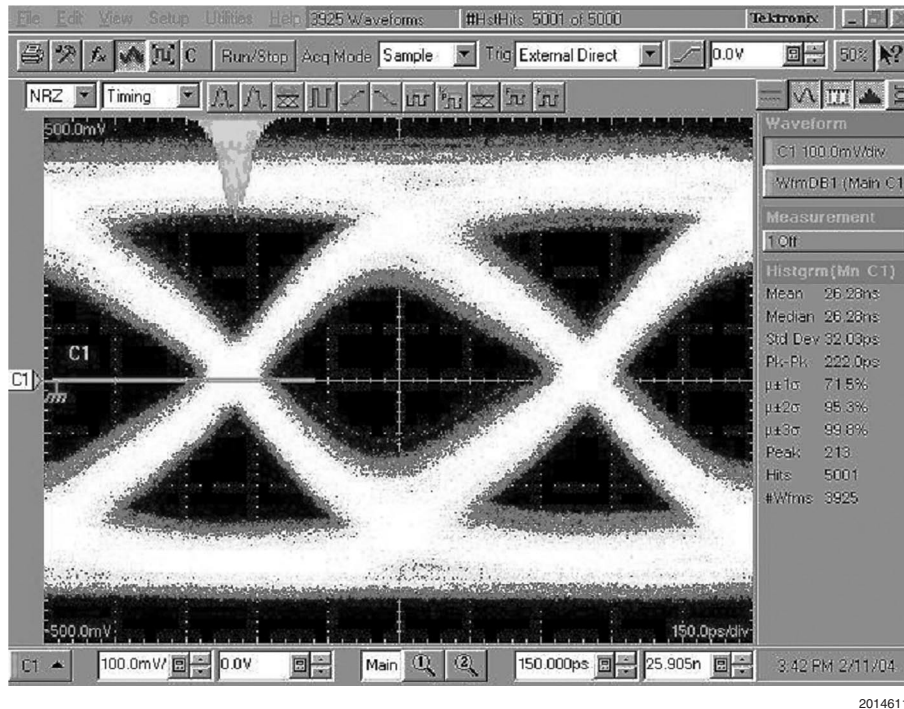 File Edit View Setup Utilities Help 3925 Waveforms #HstHits 5001 of 5000 Tektronix
C Run/Stop Acq Mode Sample Trig External Direct 0.0V 50%
NRZ Timing
500.0mV
Waveform
C1 100.0mV/div
WfmDB1 (Main C1
Measurement
1 Off
Histgrm(Mn C1)
Mean 26.28ns
Median 26.28ns
Std Dev 32.03ps
Pk-Pk 222.0ps
µ±1σ 71.5%
µ±2σ 95.3%
µ±3σ 99.8%
Peak 213
Hits 5001
#Wfms 3925
C1
C1
-500.0mV
150.0ps/div
C1 100.0mV/ 0.0V Main 1 2 150.000ps 25.905n 3:42 PM 2/11/04
2014611